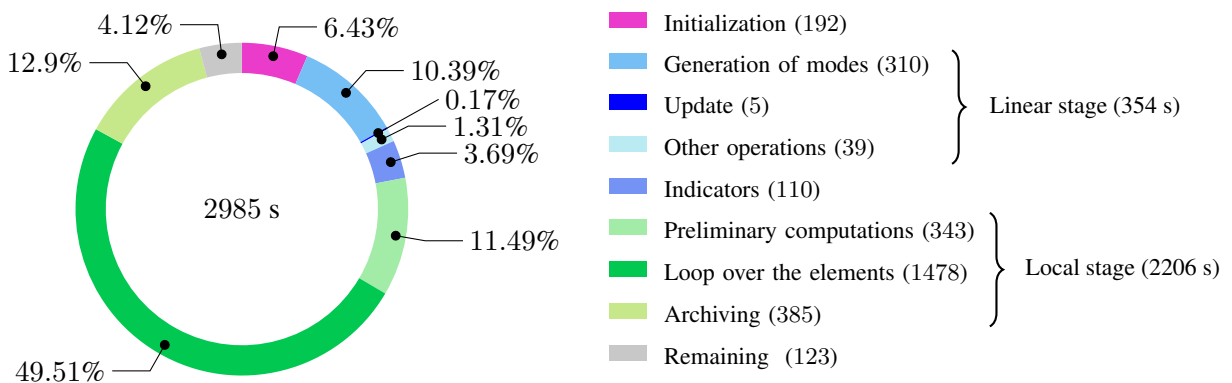 4.12%
6.43%
12.9%
10.39%
0.17%
1.31%
3.69%
2985 s
11.49%
49.51%
Initialization (192)
Generation of modes (310)
Update (5)
Linear stage (354 s)
Other operations (39)
Indicators (110)
Preliminary computations (343)
Loop over the elements (1478)
Local stage (2206 s)
Archiving (385)
Remaining (123)